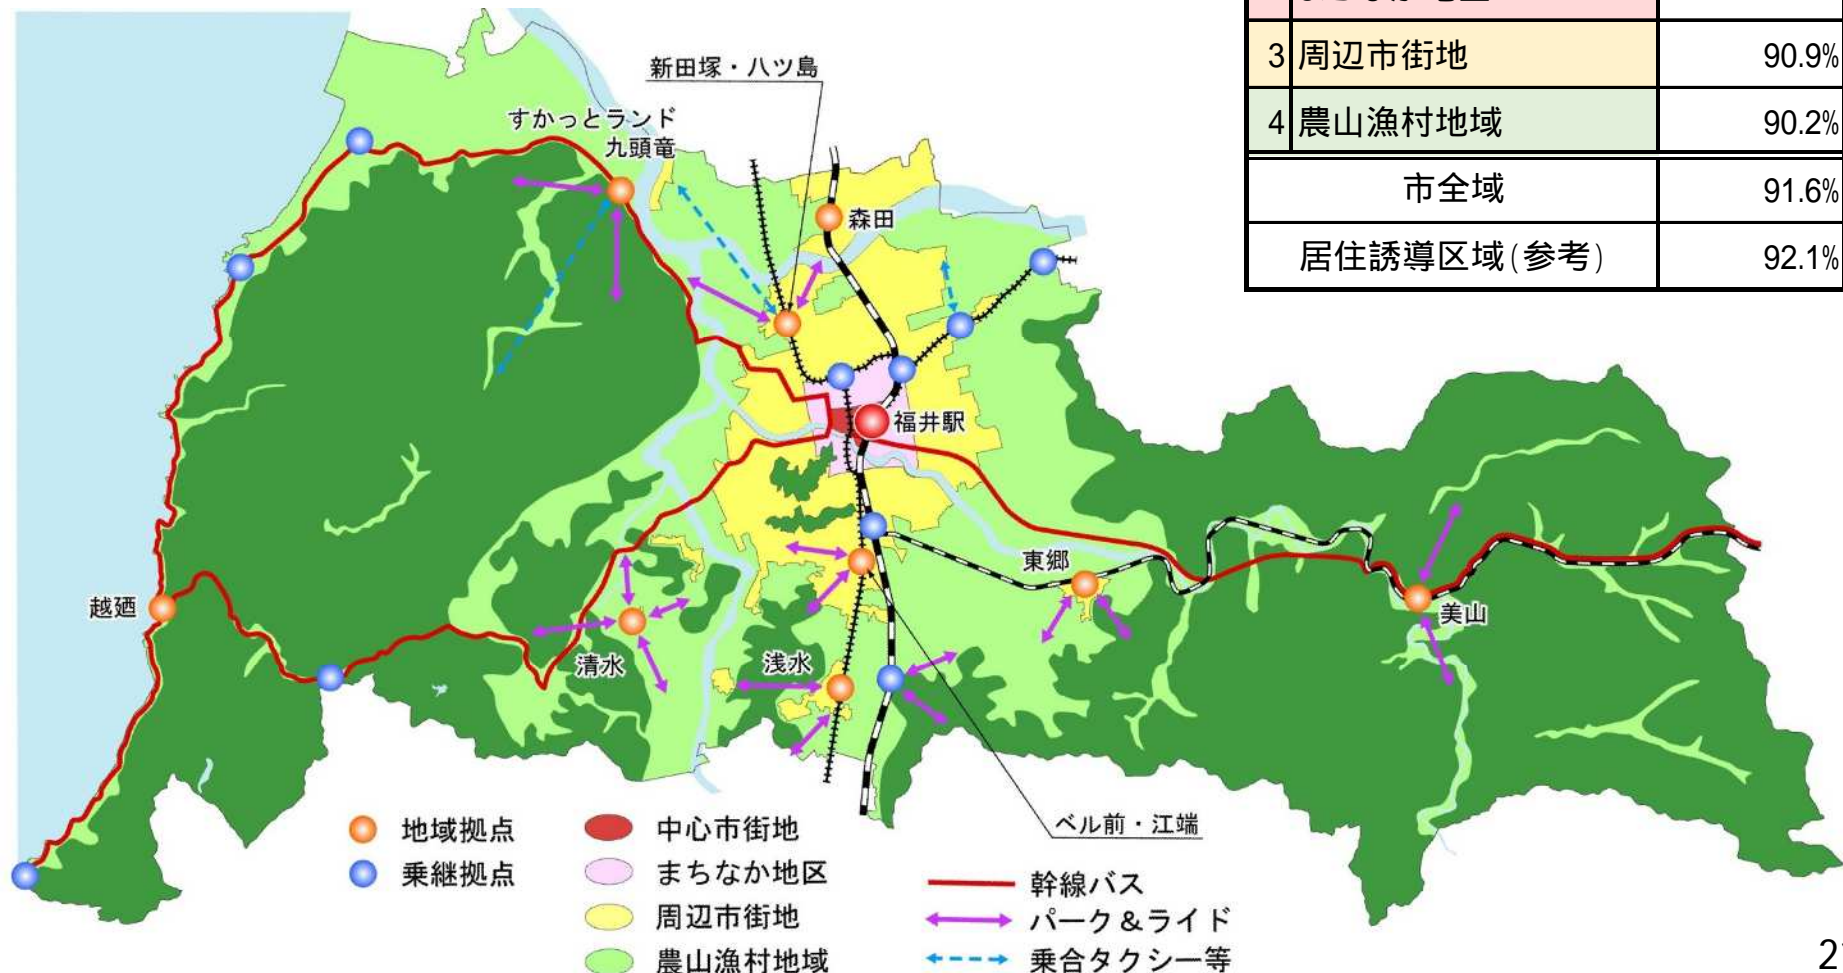 3 周辺市街地 90.9%
4 農山漁村地域 90.2%
市全域 91.6%
居住誘導区域(参考) 92.1%
新田塚・八ツ島
すかっとランド
九頭竜
森田
福井駅
東郷
越廼
美山
清水
浅水
ベル前・江端
地域拠点
乗継拠点
中心市街地
まちなか地区
周辺市街地
農山漁村地域
幹線バス
パーク&ライド
乗合タクシー等